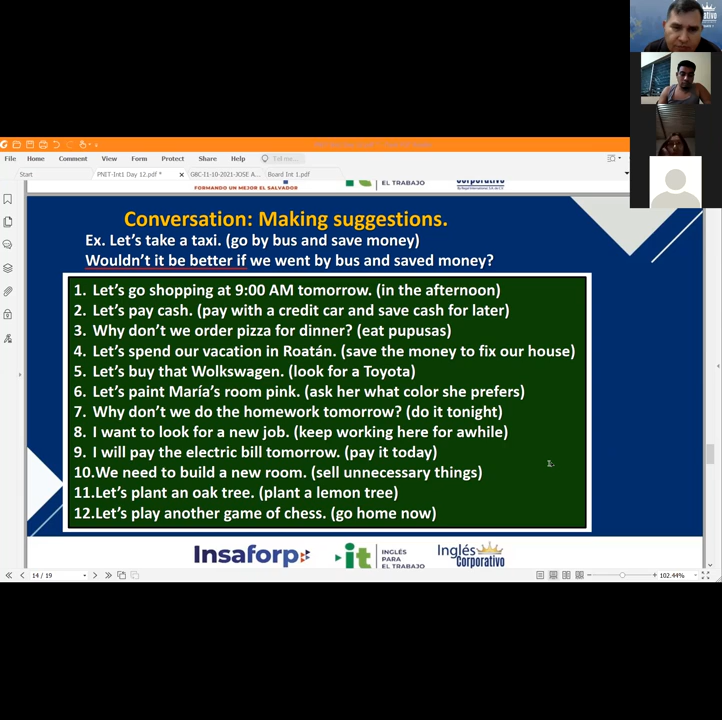 File Home Comment View Form Protect Share Help Tell me...
Start PNIT-Int1 Day 12.pdf * G8C-I1-10-2021-JOSE A... Board Int 1.pdf
FORMANDO UN MEJOR EL SALVADOR EL TRABAJO Corporativo
Conversation: Making suggestions.
Ex. Let's take a taxi. (go by bus and save money)
Wouldn't it be better if we went by bus and saved money?
1. Let's go shopping at 9:00 AM tomorrow. (in the afternoon)
2. Let's pay cash. (pay with a credit car and save cash for later)
3. Why don't we order pizza for dinner? (eat pupusas)
4. Let's spend our vacation in Roatán. (save the money to fix our house)
5. Let's buy that Wolkswagen. (look for a Toyota)
6. Let's paint María's room pink. (ask her what color she prefers)
7. Why don't we do the homework tomorrow? (do it tonight)
8. I want to look for a new job. (keep working here for awhile)
9. I will pay the electric bill tomorrow. (pay it today)
10.We need to build a new room. (sell unnecessary things)
11.Let's plant an oak tree. (plant a lemon tree)
12.Let's play another game of chess. (go home now)
Insaforp it INGLÉS PARA EL TRABAJO Inglés Corporativo
14 / 19 102.44%